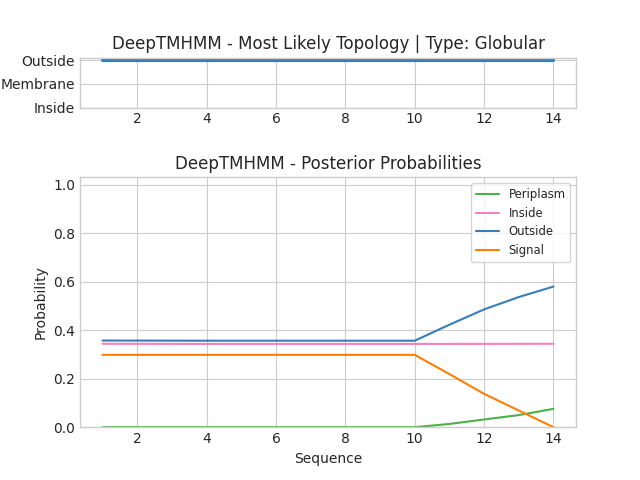 DeepTMHMM - Most Likely Topology | Type: Globular
Outside
Membrane
Inside
2 4 6 8 10 12 14
DeepTMHMM - Posterior Probabilities
1.0
0.8
0.6
0.4
0.2
0.0
Probability
Periplasm
Inside
Outside
Signal
2 4 6 8 10 12 14
Sequence